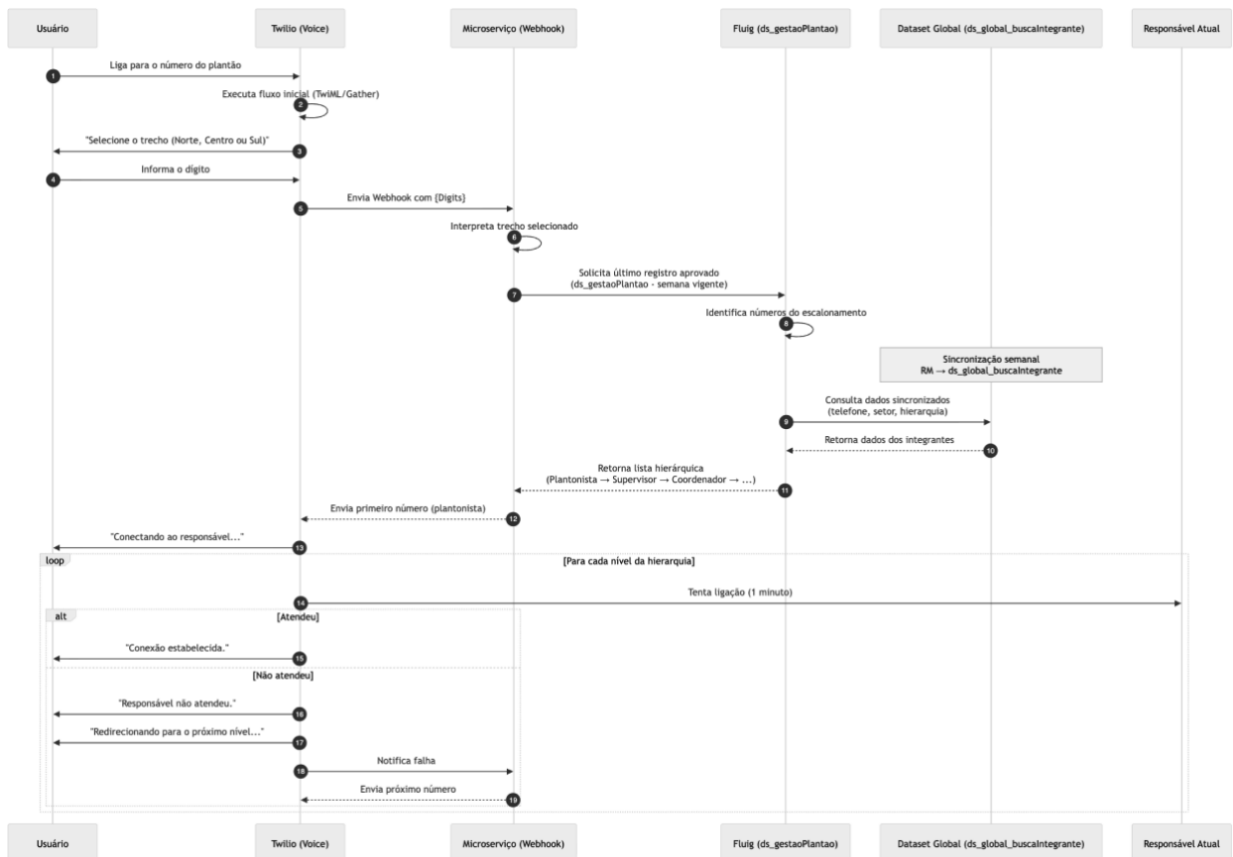 Usuário
Twilio (Voice)
Microserviço (Webhook)
Fluig (ds_gestaoPlantao)
Dataset Global (ds_global_buscaIntegrante)
Responsável Atual
Liga para o número do plantão
1
Executa fluxo inicial (TwiML/Gather)
2
"Selecione o trecho (Norte, Centro ou Sul)"
3
Informa o dígito
4
Envia Webhook com {Digits}
5
Interpreta trecho selecionado
6
Solicita último registro aprovado
(ds_gestaoPlantao - semana vigente)
7
Identifica números do escalonamento
8
Sincronização semanal
RM → ds_global_buscaIntegrante
Consulta dados sincronizados
(telefone, setor, hierarquia)
9
Retorna dados dos integrantes
10
Retorna lista hierárquica
(Plantonista → Supervisor → Coordenador → ...)
11
Envia primeiro número (plantonista)
12
"Conectando ao responsável..."
13
loop
[Para cada nível da hierarquia]
Tenta ligação (1 minuto)
14
alt
[Atendeu]
"Conexão estabelecida."
15
[Não atendeu]
"Responsável não atendeu."
16
"Redirecionando para o próximo nível..."
17
Notifica falha
18
Envia próximo número
19
Usuário
Twilio (Voice)
Microserviço (Webhook)
Fluig (ds_gestaoPlantao)
Dataset Global (ds_global_buscaIntegrante)
Responsável Atual